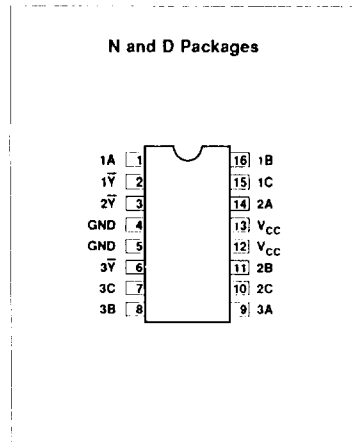 N and D Packages
1A 1 16 1B
1Y̅ 2 15 1C
2Y̅ 3 14 2A
GND 4 13 VCC
GND 5 12 VCC
3Y̅ 6 11 2B
3C 7 10 2C
3B 8 9 3A